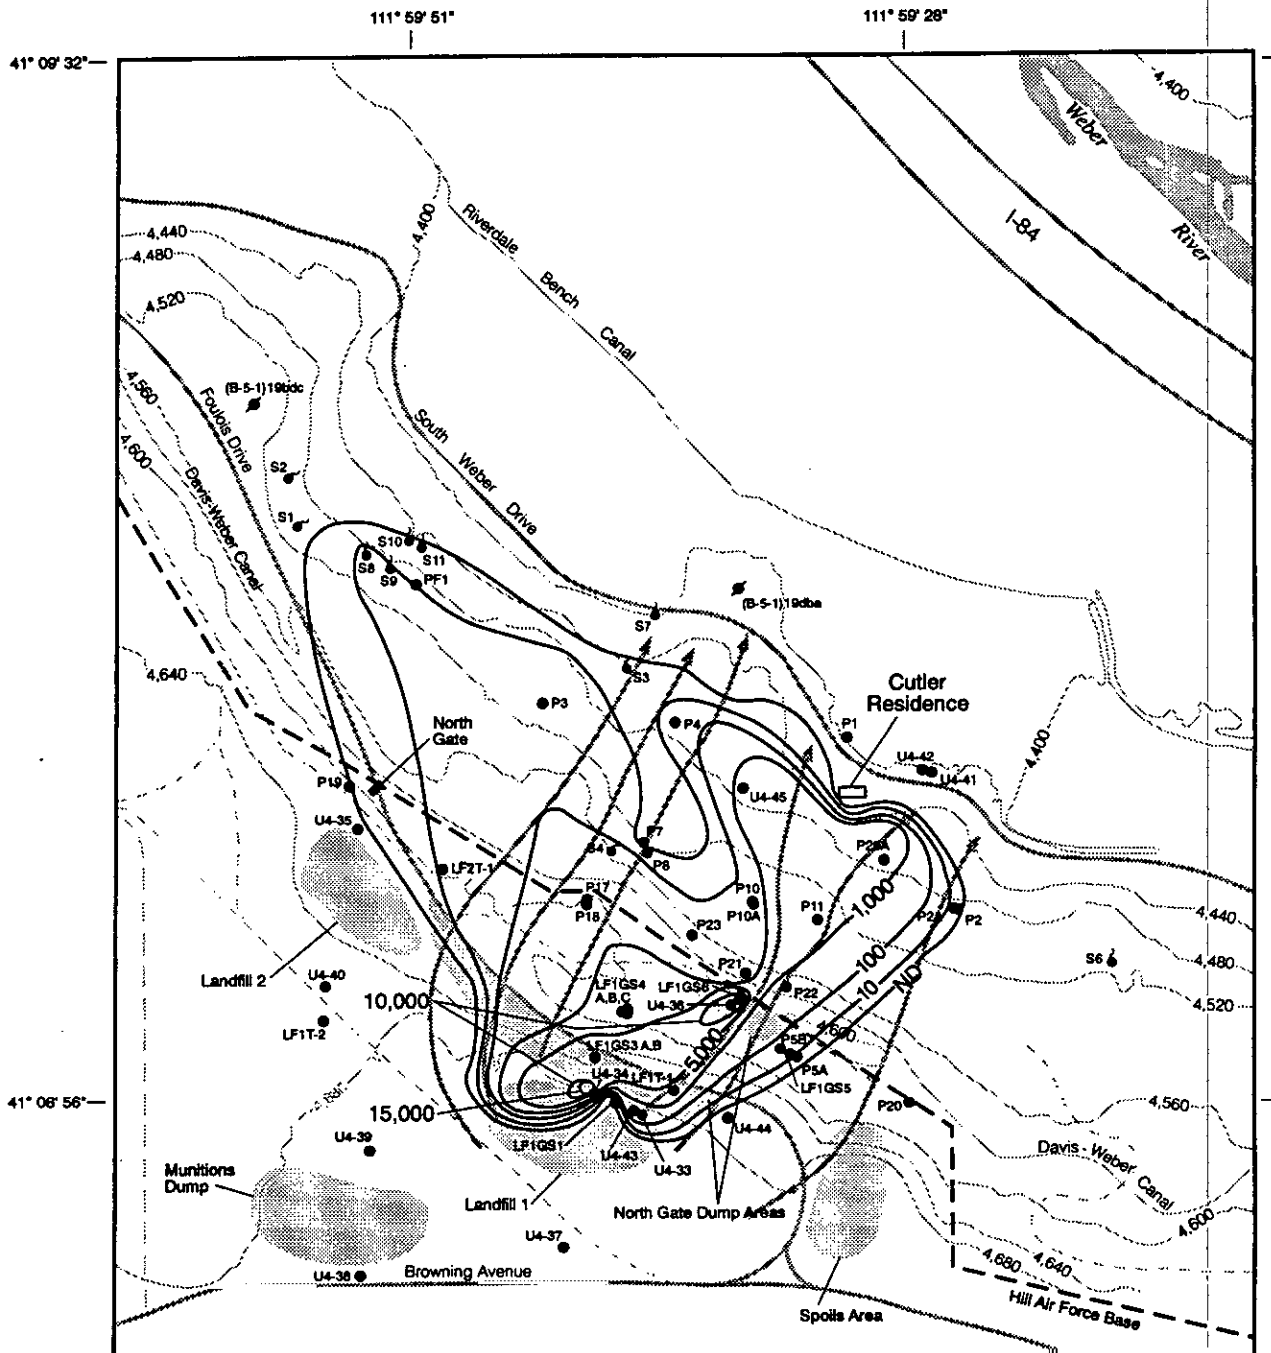 111° 59' 51"
111° 59' 28"
41° 09' 32"
4,400
Weber
River
I-84
4,400
Riverdale
Bench
Canal
4,440
4,480
4,520
(B-5-1)19bdc
4,560
Foulois Drive
4,600
Davis-Weber Canal
South
Weber
Drive
S2
S1
S10
S11
S8
S9
PF1
(B-5-1)19dba
S7
S3
4,640
Cutler
Residence
P3
P4
P1
North
Gate
U4-42
U4-41
4,400
P19
U4-45
U4-35
P7
S4
P8
LF2T-1
P17
P18
P10
P10A
P11
1,000
P2
4,440
P23
100
4,480
S6
Landfill 2
U4-40
P21
10
ND
10,000
LF1GS4
A,B,C
LF1GS6
U4-36
P22
4,520
LF1T-2
4,600
LF1GS3 A,B
5,000
P5B
P5A
U4-34
LF1T-1
LF1GS5
41° 06' 56"
15,000
P20
4,560
U4-44
U4-39
LF1GS1
U4-43
U4-33
Davis - Weber Canal
Munitions
Dump
Landfill 1
North Gate Dump Areas
4,600
U4-37
4,680
4,640
U4-38
Browning Avenue
Spoils Area
Hill Air Force Base